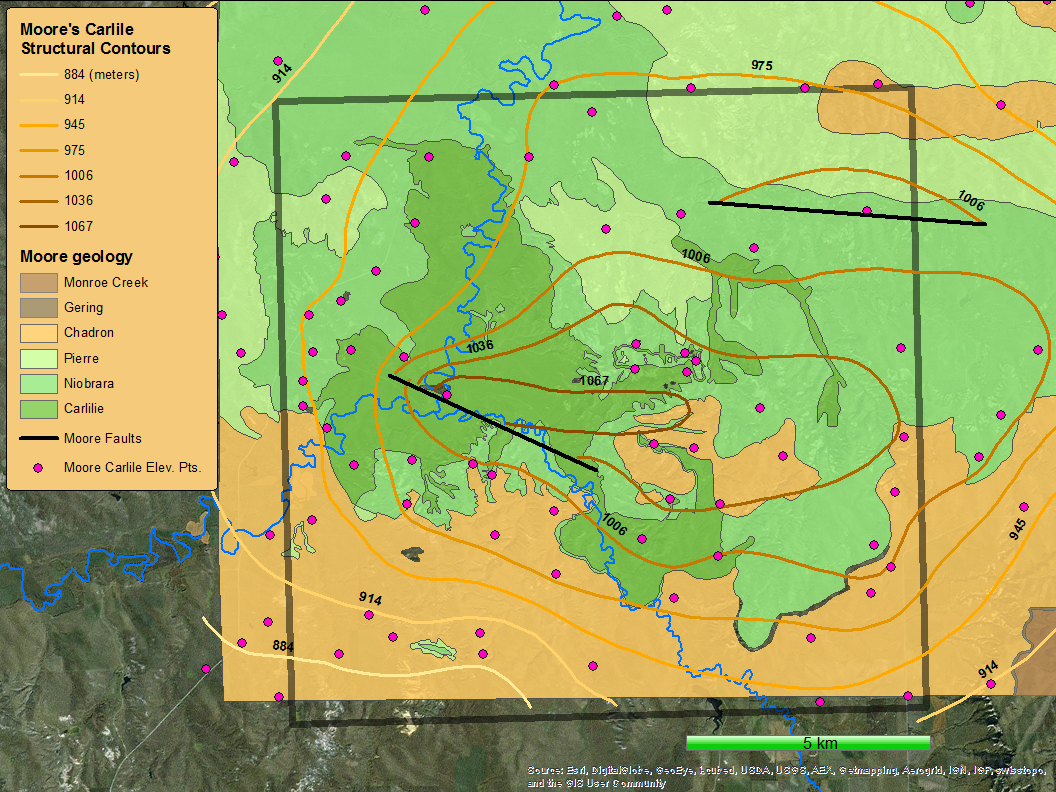 Moore's Carlile
Structural Contours
884 (meters)
914
945
975
1006
1036
1067
Moore geology
Monroe Creek
Gering
Chadron
Pierre
Niobrara
Carlilie
Moore Faults
Moore Carlile Elev. Pts.
914
975
1006
1006
1036
1067
1006
945
914
884
914
5 km
Source: Esri, DigitalGlobe, GeoEye, i-cubed, USDA, USGS, AEX, Getmapping, Aerogrid, IGN, IGP, swisstopo,
and the GIS User Community